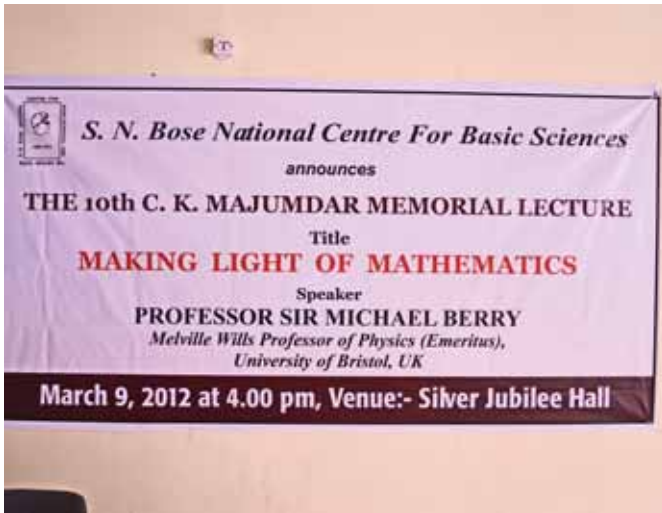 S. N. Bose National Centre For Basic Sciences
announces
THE 10th C. K. MAJUMDAR MEMORIAL LECTURE
Title
MAKING LIGHT OF MATHEMATICS
Speaker
PROFESSOR SIR MICHAEL BERRY
Melville Wills Professor of Physics (Emeritus),
University of Bristol, UK
March 9, 2012 at 4.00 pm, Venue:- Silver Jubilee Hall